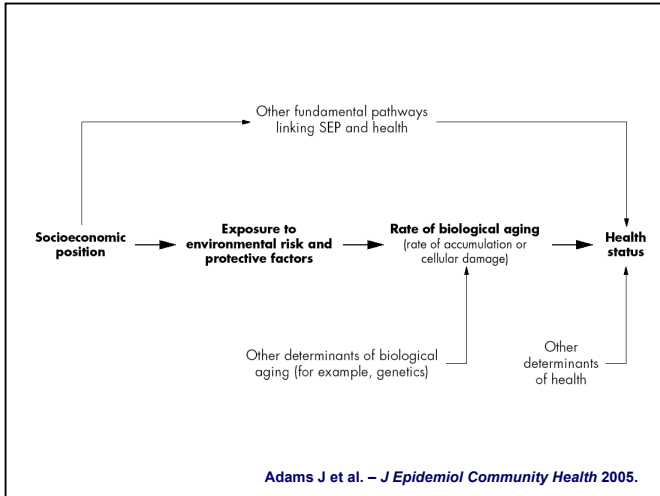 Other fundamental pathways
linking SEP and health
Socioeconomic
position
Exposure to
environmental risk and
protective factors
Rate of biological aging
(rate of accumulation or
cellular damage)
Health
status
Other determinants of biological
aging (for example, genetics)
Other
determinants
of health
Adams J et al. – J Epidemiol Community Health 2005.